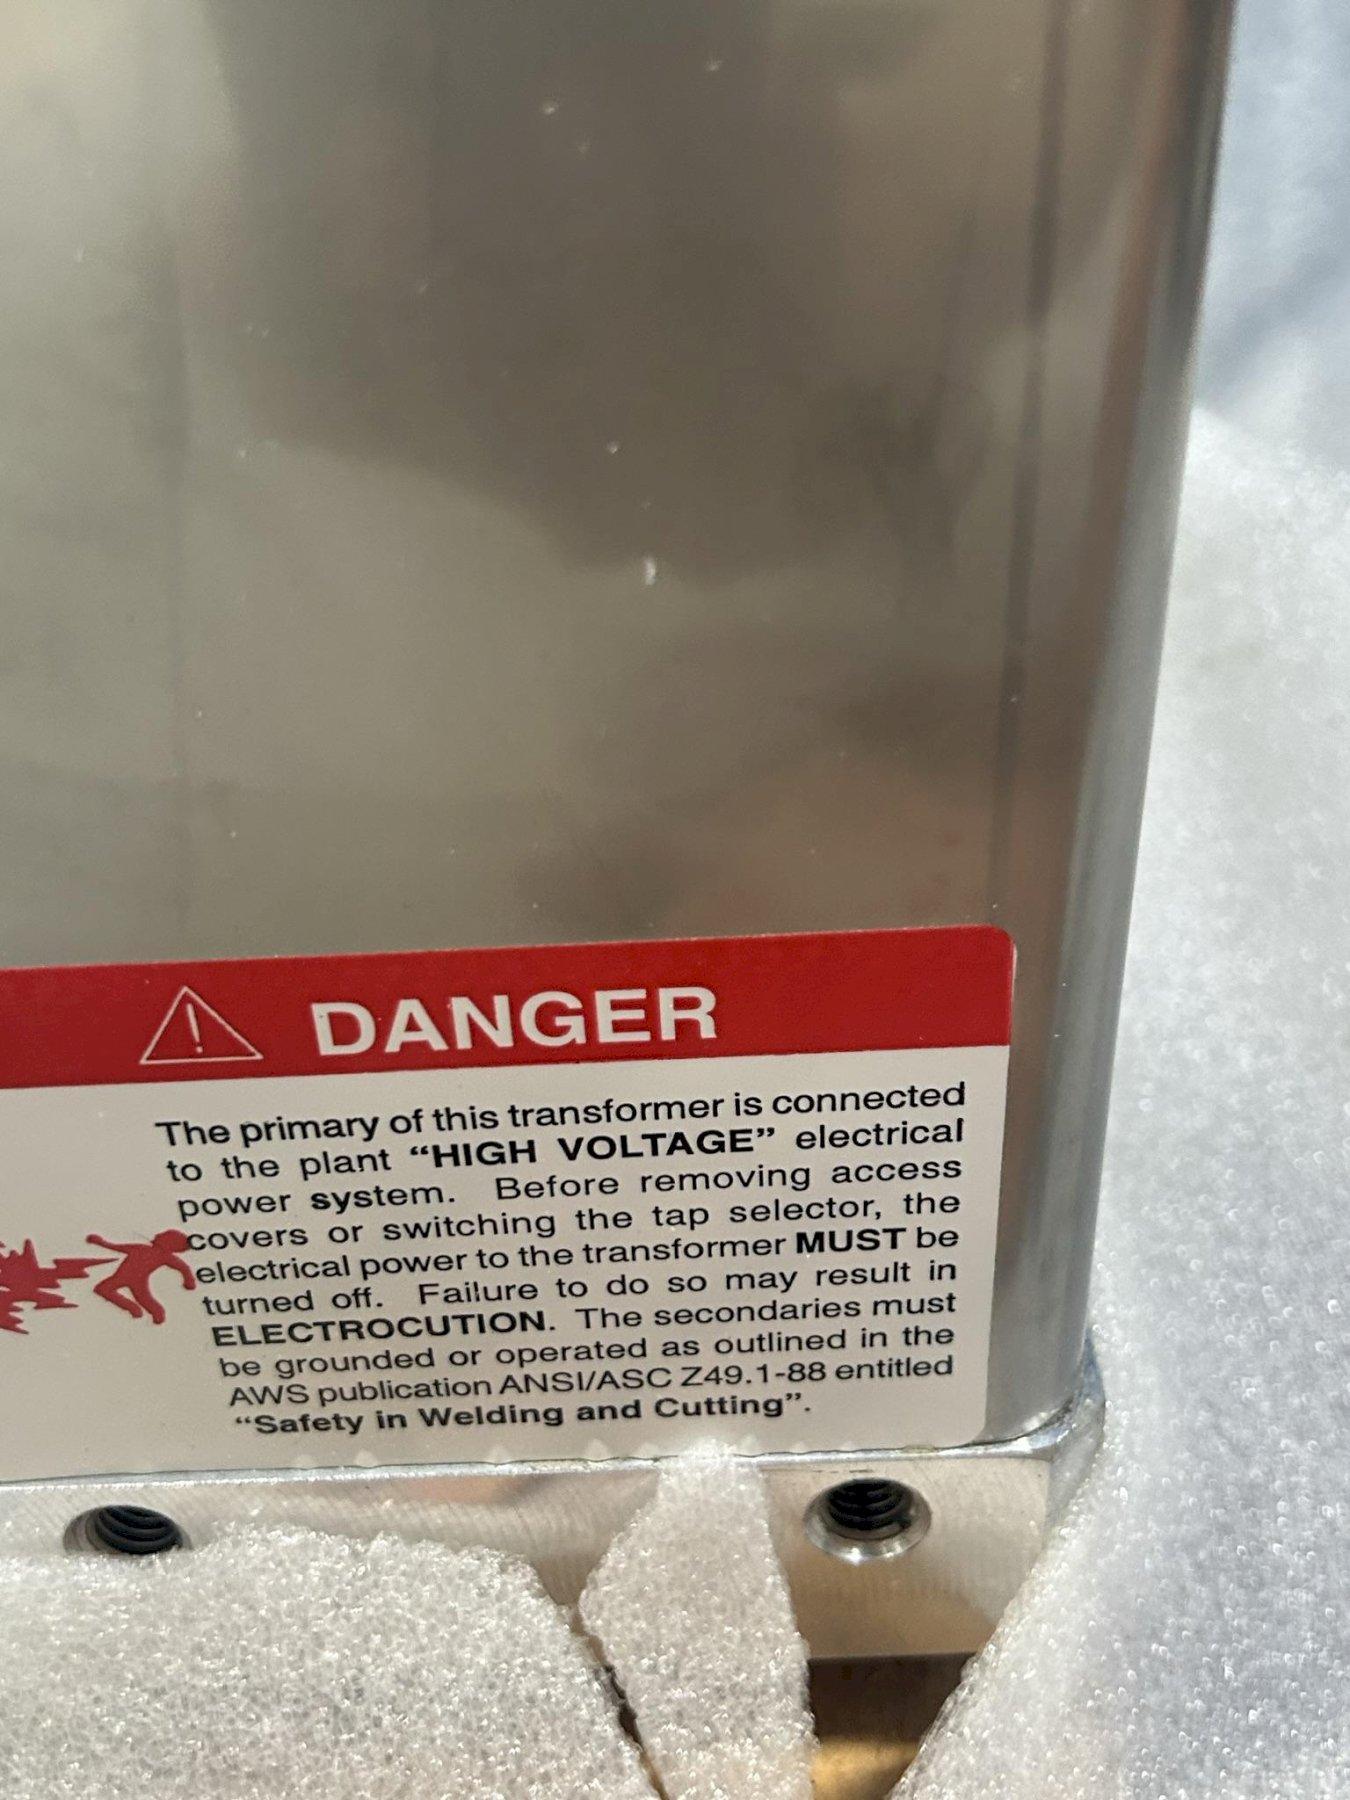 DANGER
The primary of this transformer is connected
to the plant “HIGH VOLTAGE” electrical
power system. Before removing access
covers or switching the tap selector, the
electrical power to the transformer MUST be
turned off. Failure to do so may result in
ELECTROCUTION. The secondaries must
be grounded or operated as outlined in the
AWS publication ANSI/ASC Z49.1-88 entitled
“Safety in Welding and Cutting”.